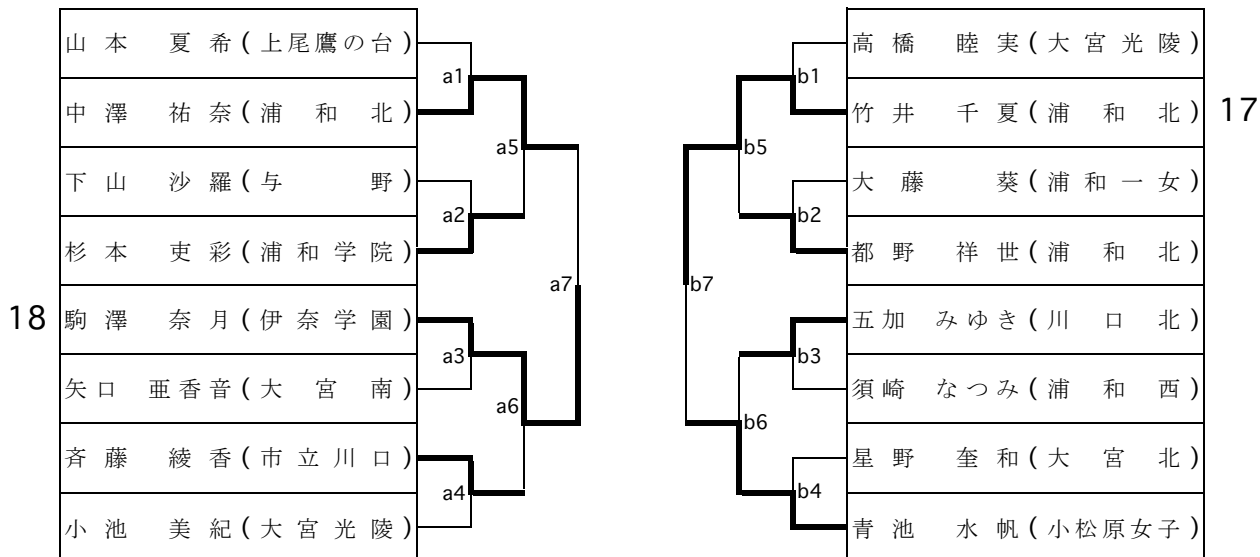 山本 夏希(上尾鷹の台)
中澤 祐奈(浦和北)
下山 沙羅(与野)
杉本 吏彩(浦和学院)
18 駒澤 奈月(伊奈学園)
矢口 亜香音(大宮南)
斉藤 綾香(市立川口)
小池 美紀(大宮光陵)
a1
a5
a2
a7
a3
a6
a4
b1
b5
b2
b7
b3
b6
b4
高橋 睦実(大宮光陵)
竹井 千夏(浦和北) 17
大藤 葵(浦和一女)
都野 祥世(浦和北)
五加 みゆき(川口北)
須崎 なつみ(浦和西)
星野 奎和(大宮北)
青池 水帆(小松原女子)